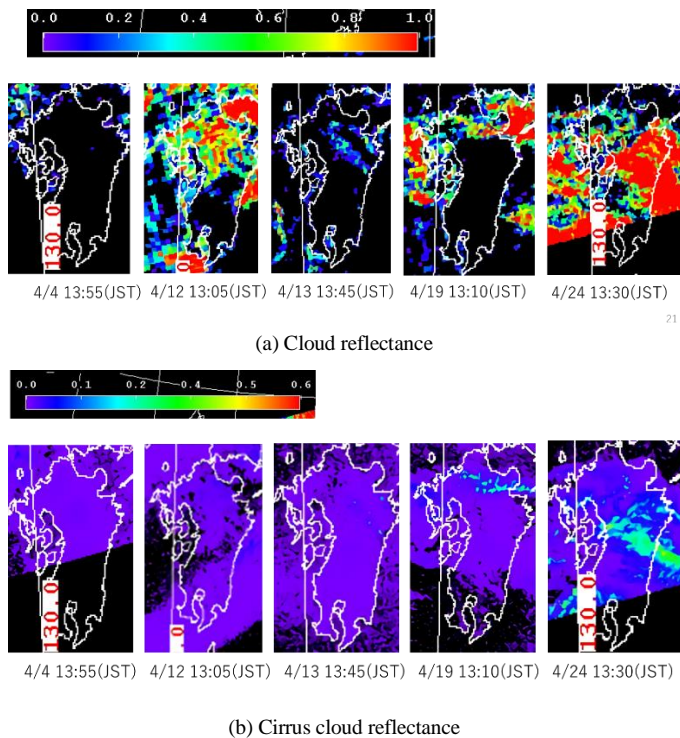 0.0 0.2 0.4 0.6 0.8 1.0
130.0 0 130.0
4/4 13:55(JST) 4/12 13:05(JST) 4/13 13:45(JST) 4/19 13:10(JST) 4/24 13:30(JST)
21
(a) Cloud reflectance
0.0 0.1 0.2 0.4 0.5 0.6
130.0 0 130.0
4/4 13:55(JST) 4/12 13:05(JST) 4/13 13:45(JST) 4/19 13:10(JST) 4/24 13:30(JST)
(b) Cirrus cloud reflectance